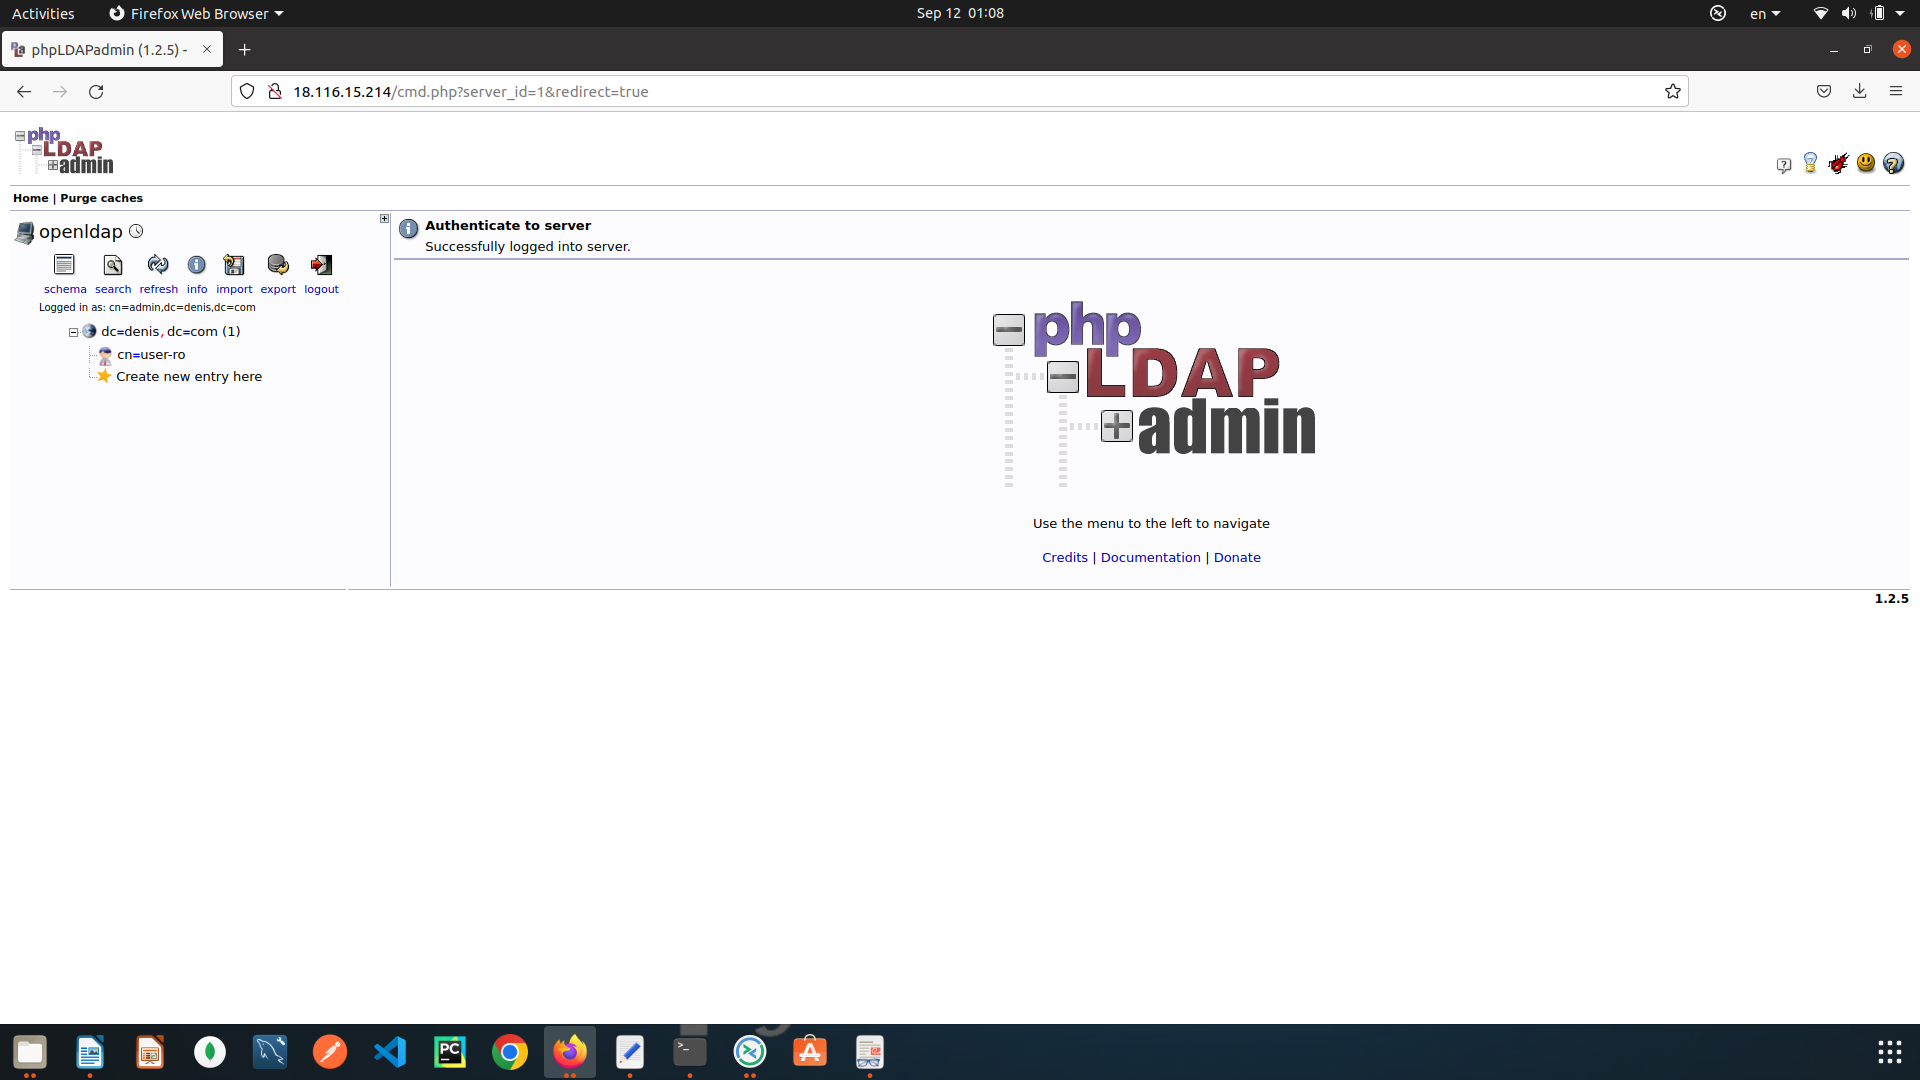 Activities
Firefox Web Browser
Sep 12 01:08
en
phpLDAPadmin (1.2.5) -
18.116.15.214/cmd.php?server_id=1&redirect=true
php
LDAP
admin
Home | Purge caches
openldap
schema
search
refresh
info
import
export
logout
Logged in as: cn=admin,dc=denis,dc=com
dc=denis,dc=com (1)
cn=user-ro
Create new entry here
Authenticate to server
Successfully logged into server.
php
LDAP
admin
Use the menu to the left to navigate
Credits | Documentation | Donate
1.2.5
PC